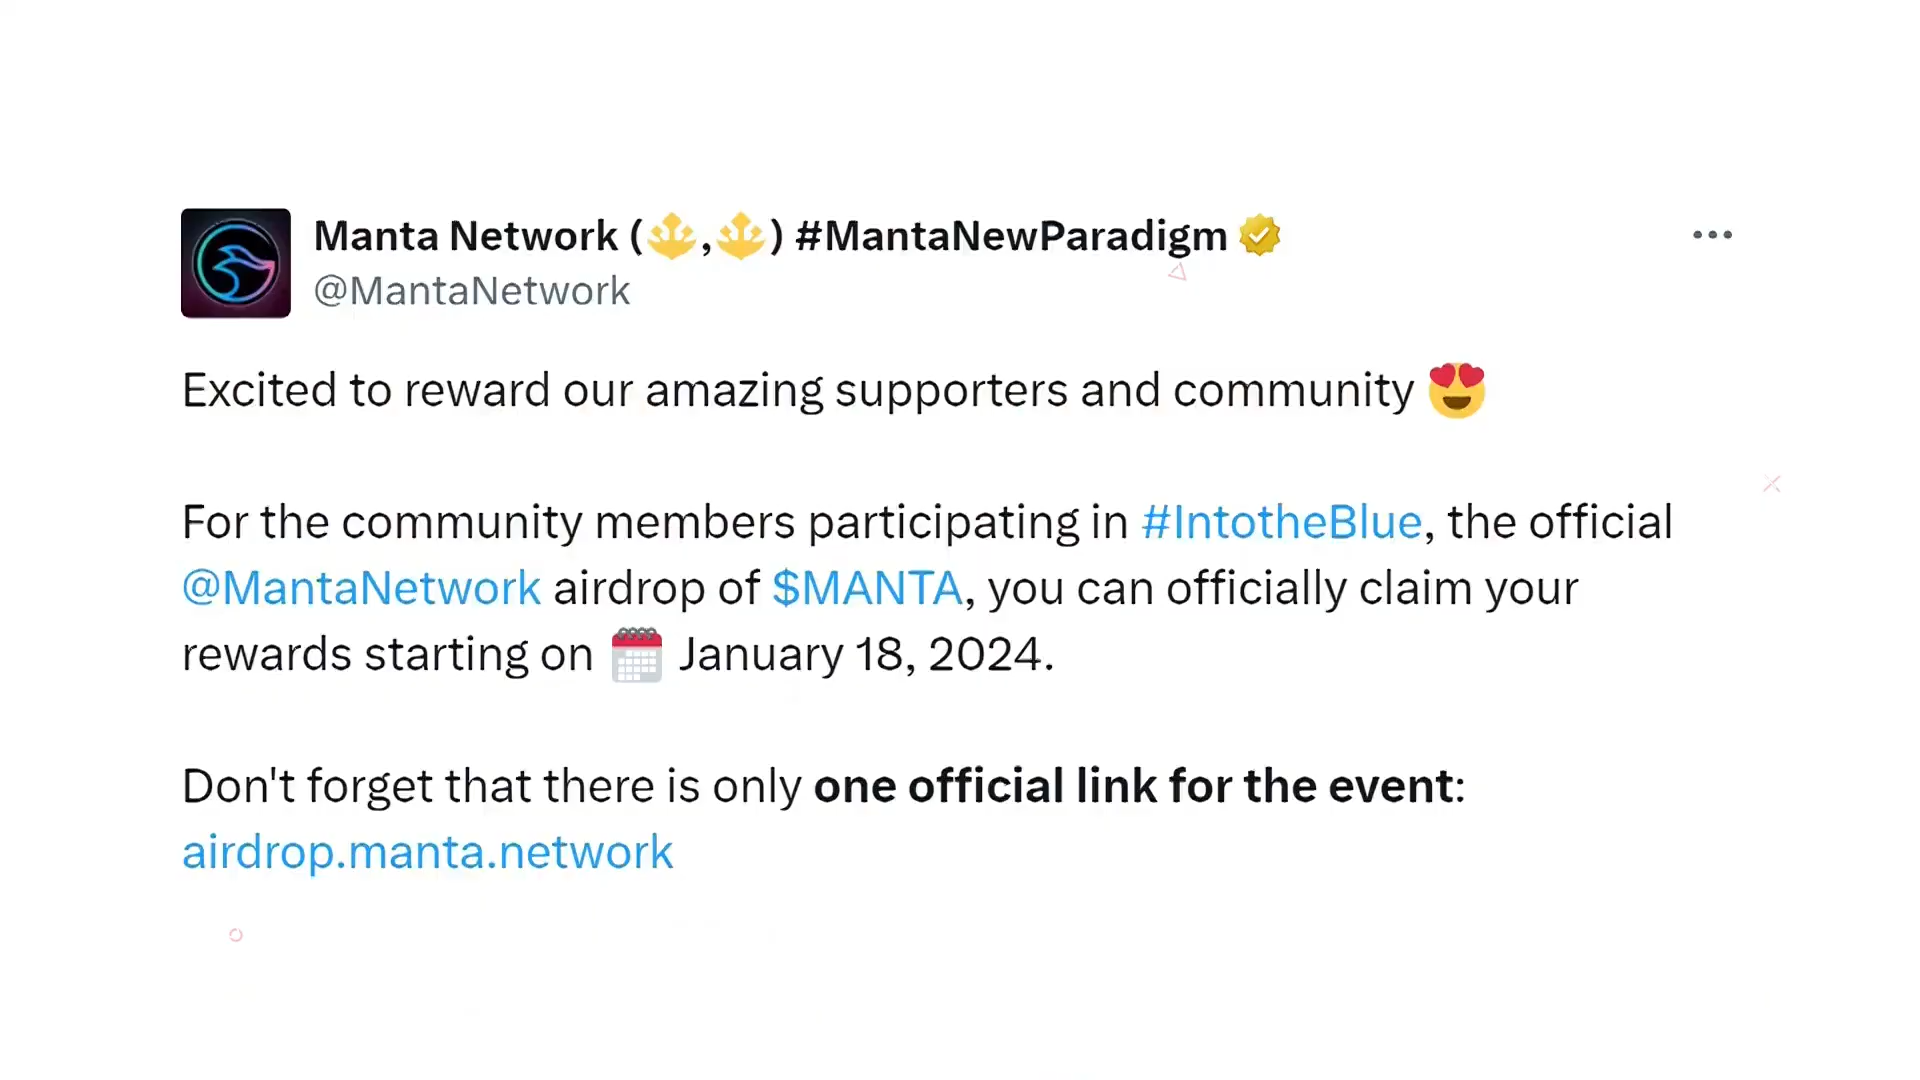 Manta Network (🔱,🔱) #MantaNewParadigm
@MantaNetwork
Excited to reward our amazing supporters and community 😍
For the community members participating in #IntotheBlue, the official
@MantaNetwork airdrop of $MANTA, you can officially claim your
rewards starting on 🗓 January 18, 2024.
Don't forget that there is only one official link for the event:
airdrop.manta.network